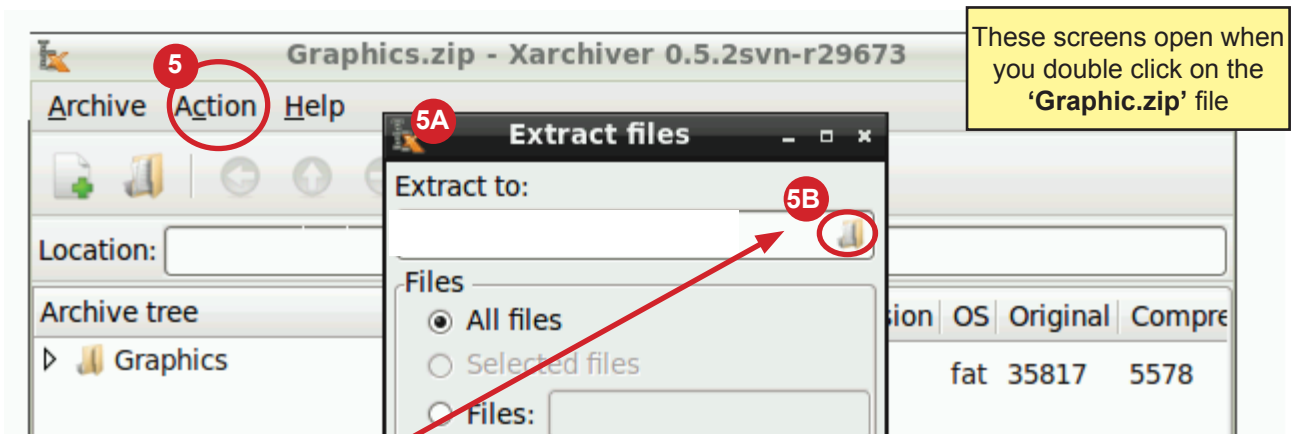 These screens open when
you double click on the
‘Graphic.zip’ file
Graphics.zip - Xarchiver 0.5.2svn-r29673
5
Archive Action Help
5A
Extract files
Extract to:
5B
Location:
Files
Archive tree
All files
OS Original
Graphics
Selected files
fat 35817 5578
Files: